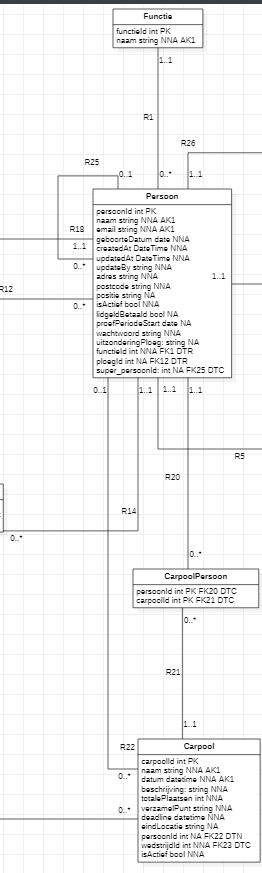 Functie
functieId int PK
naam string NNA AK1
1..1
R1
R26
R25
0..1
0..*
1..1
Persoon
persoonId int PK
naam string NNA AK1
email string NNA AK1
geboorteDatum date NNA
createdAt DateTime NNA
updatedAt DateTime NNA
updateBy string NNA
adres string NNA
postcode string NNA
positie string NA
isActief bool NNA
lidgeldBetaald bool NA
proefPeriodeStart date NA
wachtwoord string NNA
uitzonderingPloeg: string NA
functieId int NNA FK1 DTR
ploegId int NA FK12 DTR
super_persoonId: int NA FK25 DTC
R18
1..1
0..*
1..1
R12
0..*
0..1
1..1
1..1
1..1
R5
R20
R14
0..*
0..*
CarpoolPersoon
persoonId int PK FK20 DTC
carpoolId int PK FK21 DTC
0..*
R21
1..1
R22
0..*
0..*
Carpool
carpoolId int PK
naam string NNA AK1
datum datetime NNA AK1
beschrijving: string NNA
totalePlaatsen int NNA
verzamelPunt string NNA
deadline datetime NNA
eindLocatie string NA
persoonId int NA FK22 DTN
wedstrijdId int NNA FK23 DTC
isActief bool NNA